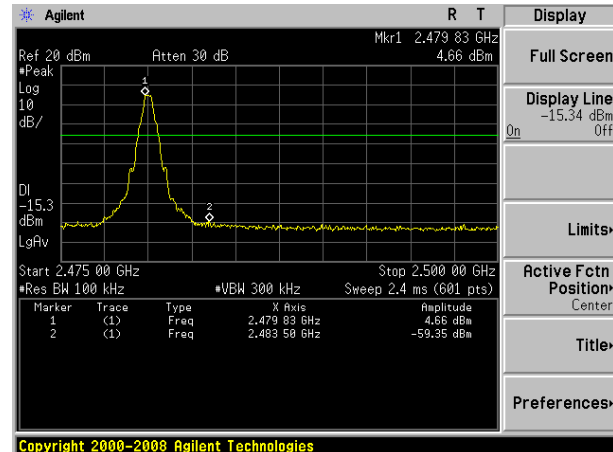 Agilent R T Display
Mkr1 2.479 83 GHz
Ref 20 dBm Atten 30 dB 4.66 dBm
#Peak
Log
10
dB/
1
2
DI
-15.3
dBm
LgAv
Start 2.475 00 GHz Stop 2.500 00 GHz
#Res BW 100 kHz #VBW 300 kHz Sweep 2.4 ms (601 pts)
Marker Trace Type X Axis Amplitude
1 (1) Freq 2.479 83 GHz 4.66 dBm
2 (1) Freq 2.483 50 GHz -59.35 dBm
Copyright 2000-2008 Agilent Technologies
Full Screen
Display Line
-15.34 dBm
On Off
Limits
Active Fctn
Position
Center
Title
Preferences